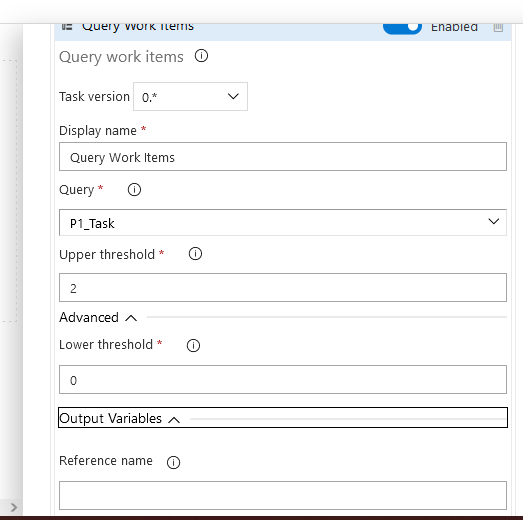 Query Work Items
Enabled
Query work items
Task version 0.*
Display name *
Query Work Items
Query *
P1_Task
Upper threshold *
2
Advanced
Lower threshold *
0
Output Variables
Reference name